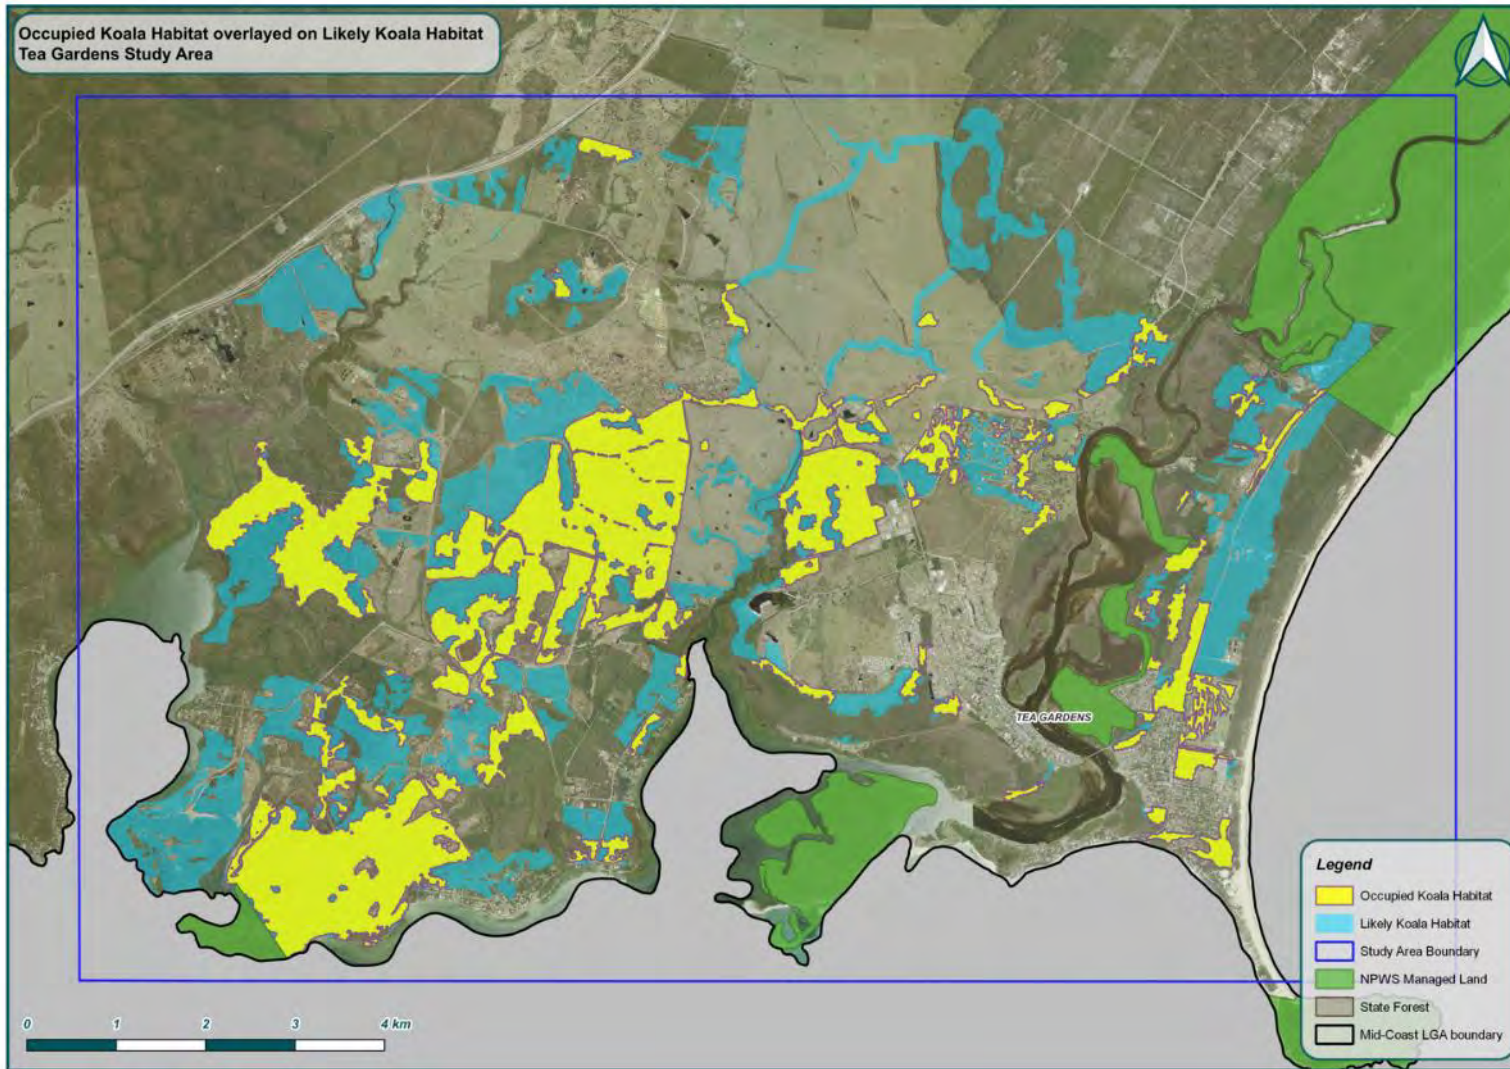 Occupied Koala Habitat overlayed on Likely Koala Habitat
Tea Gardens Study Area
TEA GARDENS
Legend
Occupied Koala Habitat
Likely Koala Habitat
Study Area Boundary
NPWS Managed Land
State Forest
Mid-Coast LGA boundary
0 1 2 3 4 km